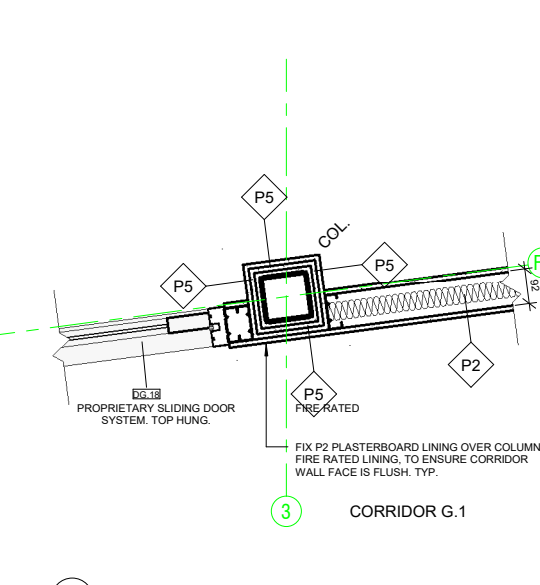 P5
COL.
P5
P5
F
92
P2
DG.18
P5
PROPRIETARY SLIDING DOOR
SYSTEM. TOP HUNG.
FIRE RATED
FIX P2 PLASTERBOARD LINING OVER COLUMN
FIRE RATED LINING, TO ENSURE CORRIDOR
WALL FACE IS FLUSH. TYP.
3
CORRIDOR G.1